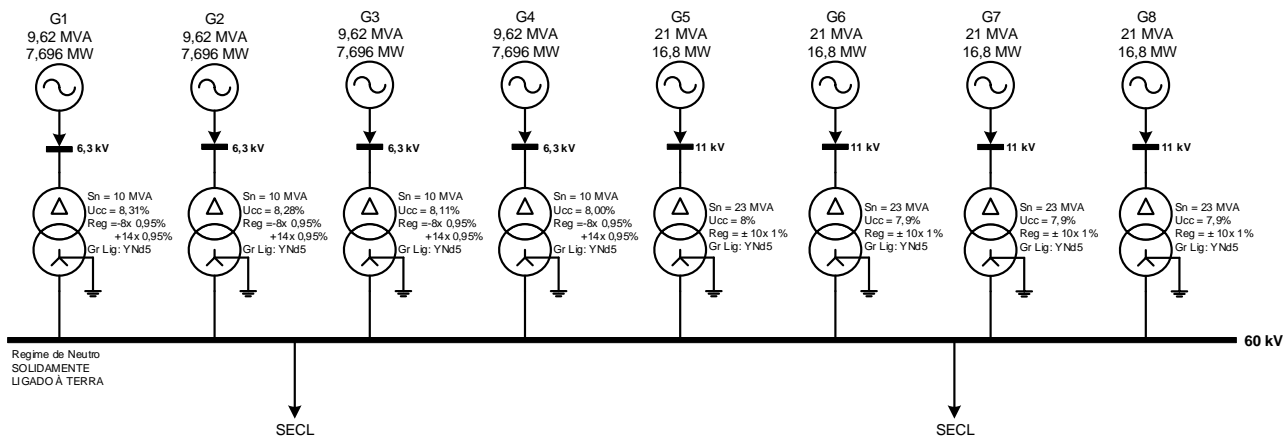 G1
9,62 MVA
7,696 MW
G2
9,62 MVA
7,696 MW
G3
9,62 MVA
7,696 MW
G4
9,62 MVA
7,696 MW
G5
21 MVA
16,8 MW
G6
21 MVA
16,8 MW
G7
21 MVA
16,8 MW
G8
21 MVA
16,8 MW
6,3 kV
6,3 kV
6,3 kV
6,3 kV
11 kV
11 kV
11 kV
11 kV
Sn = 10 MVA
Ucc = 8,31%
Reg =-8x 0,95%
+14x 0,95%
Gr Lig: YNd5
Sn = 10 MVA
Ucc = 8,28%
Reg =-8x 0,95%
+14x 0,95%
Gr Lig: YNd5
Sn = 10 MVA
Ucc = 8,11%
Reg =-8x 0,95%
+14x 0,95%
Gr Lig: YNd5
Sn = 10 MVA
Ucc = 8,00%
Reg =-8x 0,95%
+14x 0,95%
Gr Lig: YNd5
Sn = 23 MVA
Ucc = 8%
Reg = ± 10x 1%
Gr Lig: YNd5
Sn = 23 MVA
Ucc = 7,9%
Reg = ± 10x 1%
Gr Lig: YNd5
Sn = 23 MVA
Ucc = 7,9%
Reg = ± 10x 1%
Gr Lig: YNd5
Sn = 23 MVA
Ucc = 7,9%
Reg = ± 10x 1%
Gr Lig: YNd5
60 kV
Regime de Neutro
SOLIDAMENTE
LIGADO À TERRA
SECL
SECL